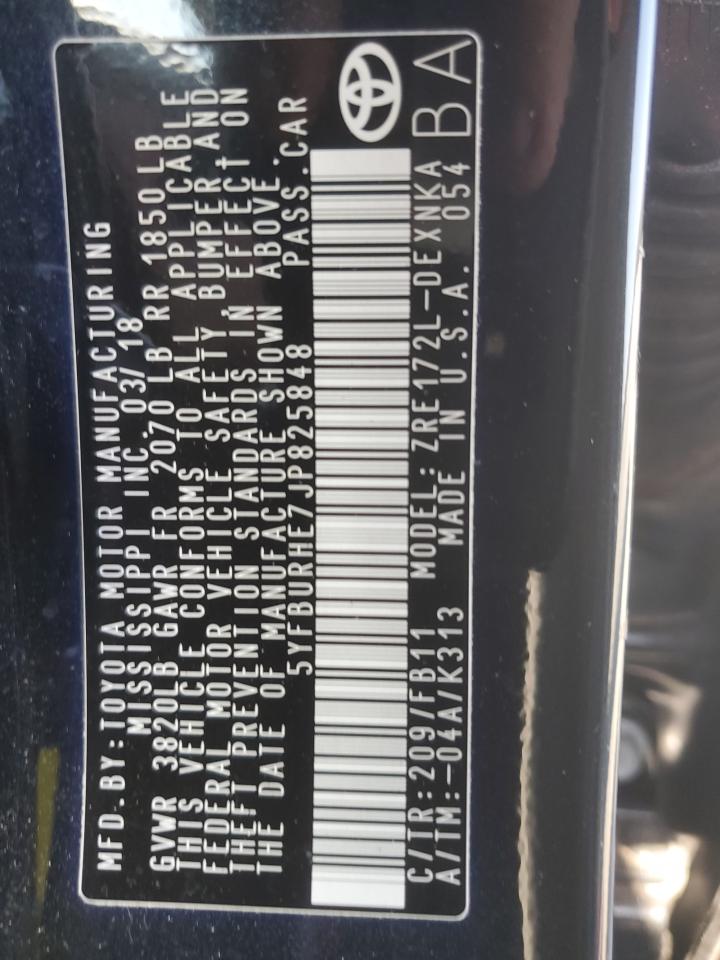 MFD.BY:TOYOTA MOTOR MANUFACTURING
MISSISSIPPI INC. 03/18
GVWR 3820LB GAWR FR 2070 LB RR 1850 LB
THIS VEHICLE CONFORMS TO ALL APPLICABLE
FEDERAL MOTOR VEHICLE SAFETY, BUMPER AND
THEFT PREVENTION STANDARDS IN EFFECT ON
THE DATE OF MANUFACTURE SHOWN ABOVE.
5YFBURHE7JP825848 PASS.CAR
C/TR:209/FB11 MODEL:ZRE172L-DEXNKA
A/TM:-04A/K313 MADE IN U.S.A. 054
BA